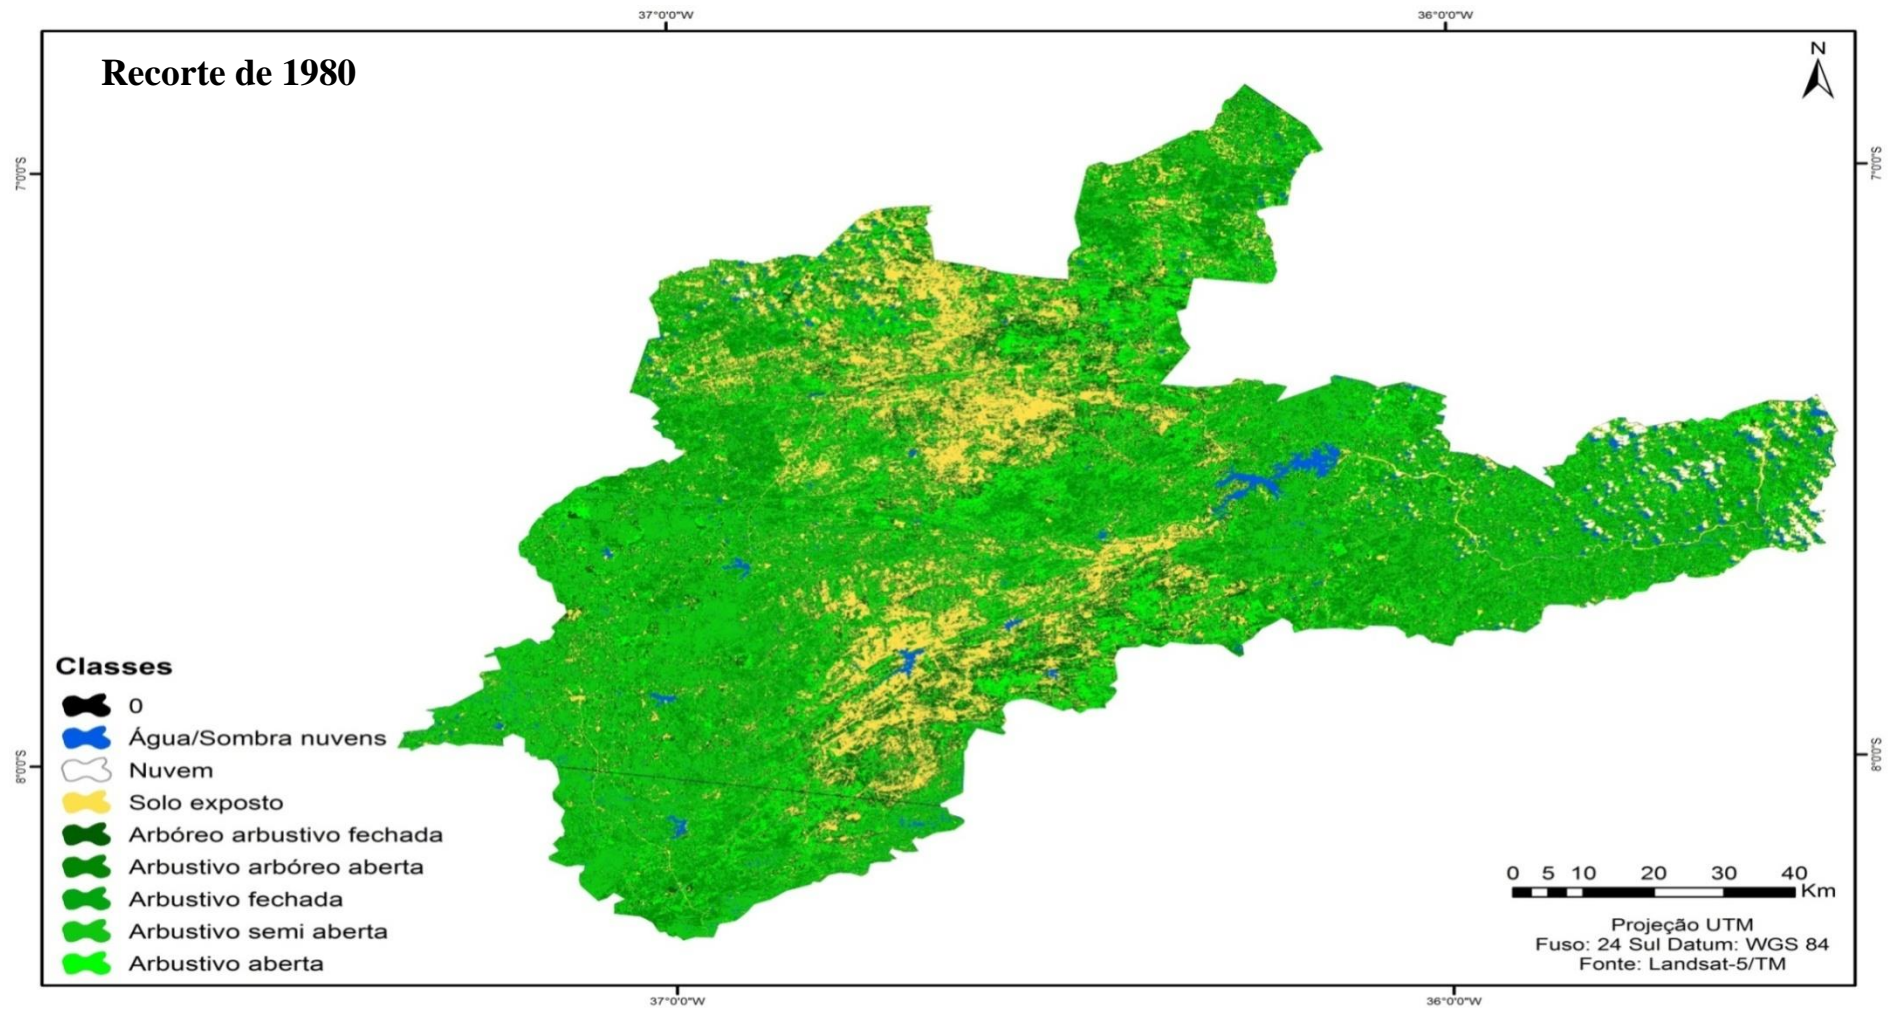 37°0'0"W
36°0'0"W
Recorte de 1980
N
7°0'0"S
7°0'0"S
Classes
0
Água/Sombra nuvens
Nuvem
Solo exposto
Arbóreo arbustivo fechada
Arbustivo arbóreo aberta
Arbustivo fechada
Arbustivo semi aberta
Arbustivo aberta
8°0'0"S
8°0'0"S
0 5 10 20 30 40
Km
Projeção UTM
Fuso: 24 Sul Datum: WGS 84
Fonte: Landsat-5/TM
37°0'0"W
36°0'0"W